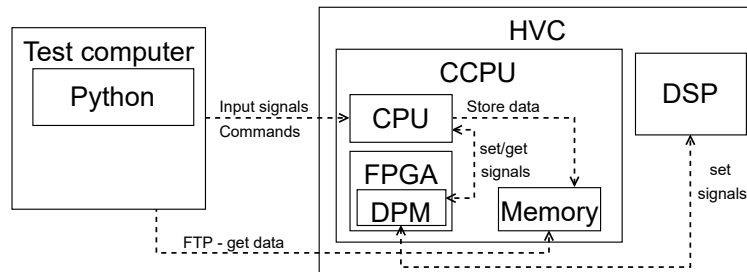 HVC
Test computer
Python
CCPU
DSP
Input signals
Commands
CPU
Store data
set/get
signals
FPGA
DPM
Memory
set
signals
FTP - get data